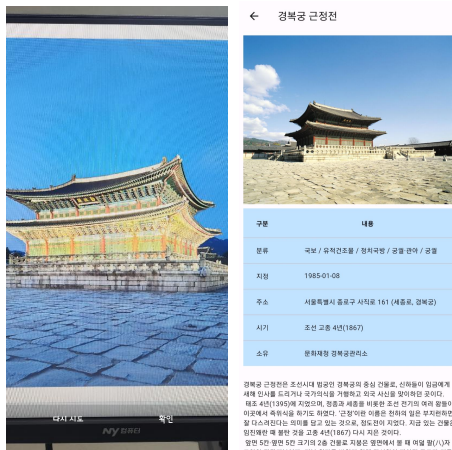 다시 시도
확인
NY컴퓨터
경복궁 근정전
구분 내용
분류 국보 / 유적건조물 / 정치국방 / 궁궐·관아 / 궁궐
지정 1985-01-08
주소 서울특별시 종로구 사직로 161 (세종로, 경복궁)
시기 조선 고종 4년(1867)
소유 문화재청 경복궁관리소
경복궁 근정전은 조선시대 법궁인 경복궁의 중심 건물로, 신하들이 임금에게
새해 인사를 드리거나 국가의식을 거행하고 외국 사신을 맞이하던 곳이다.
태조 4년(1395)에 지었으며, 정종과 세종을 비롯한 조선 전기의 여러 왕들이
이곳에서 즉위식을 하기도 하였다. ‘근정’이란 이름은 천하의 일은 부지런하면
잘 다스려진다는 의미를 담고 있는 것으로, 정도전이 지었다. 지금 있는 건물은
임진왜란 때 불탄 것을 고종 4년(1867) 다시 지은 것이다.
앞면 5칸·옆면 5칸 크기의 2층 건물로 지붕은 옆면에서 볼 때 여덟 팔(八)자